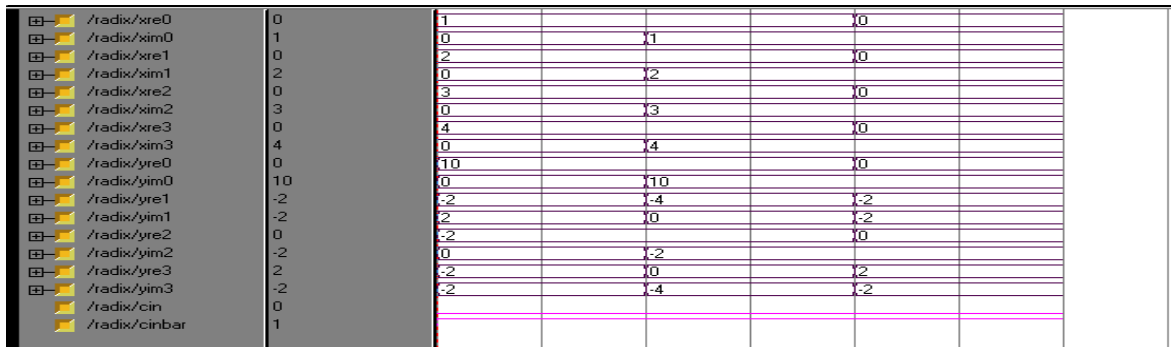 /radix/xre0 0 1 0
/radix/xim0 1 0 1
/radix/xre1 0 2 0
/radix/xim1 2 0 2
/radix/xre2 0 3 0
/radix/xim2 3 0 3
/radix/xre3 0 4 0
/radix/xim3 4 0 4
/radix/yre0 0 10 0
/radix/yim0 10 0 10
/radix/yre1 -2 -2 -4 -2
/radix/yim1 -2 2 0 -2
/radix/yre2 0 -2 0
/radix/yim2 -2 0 -2
/radix/yre3 2 -2 0 2
/radix/yim3 -2 -2 -4 -2
/radix/cin 0
/radix/cinbar 1